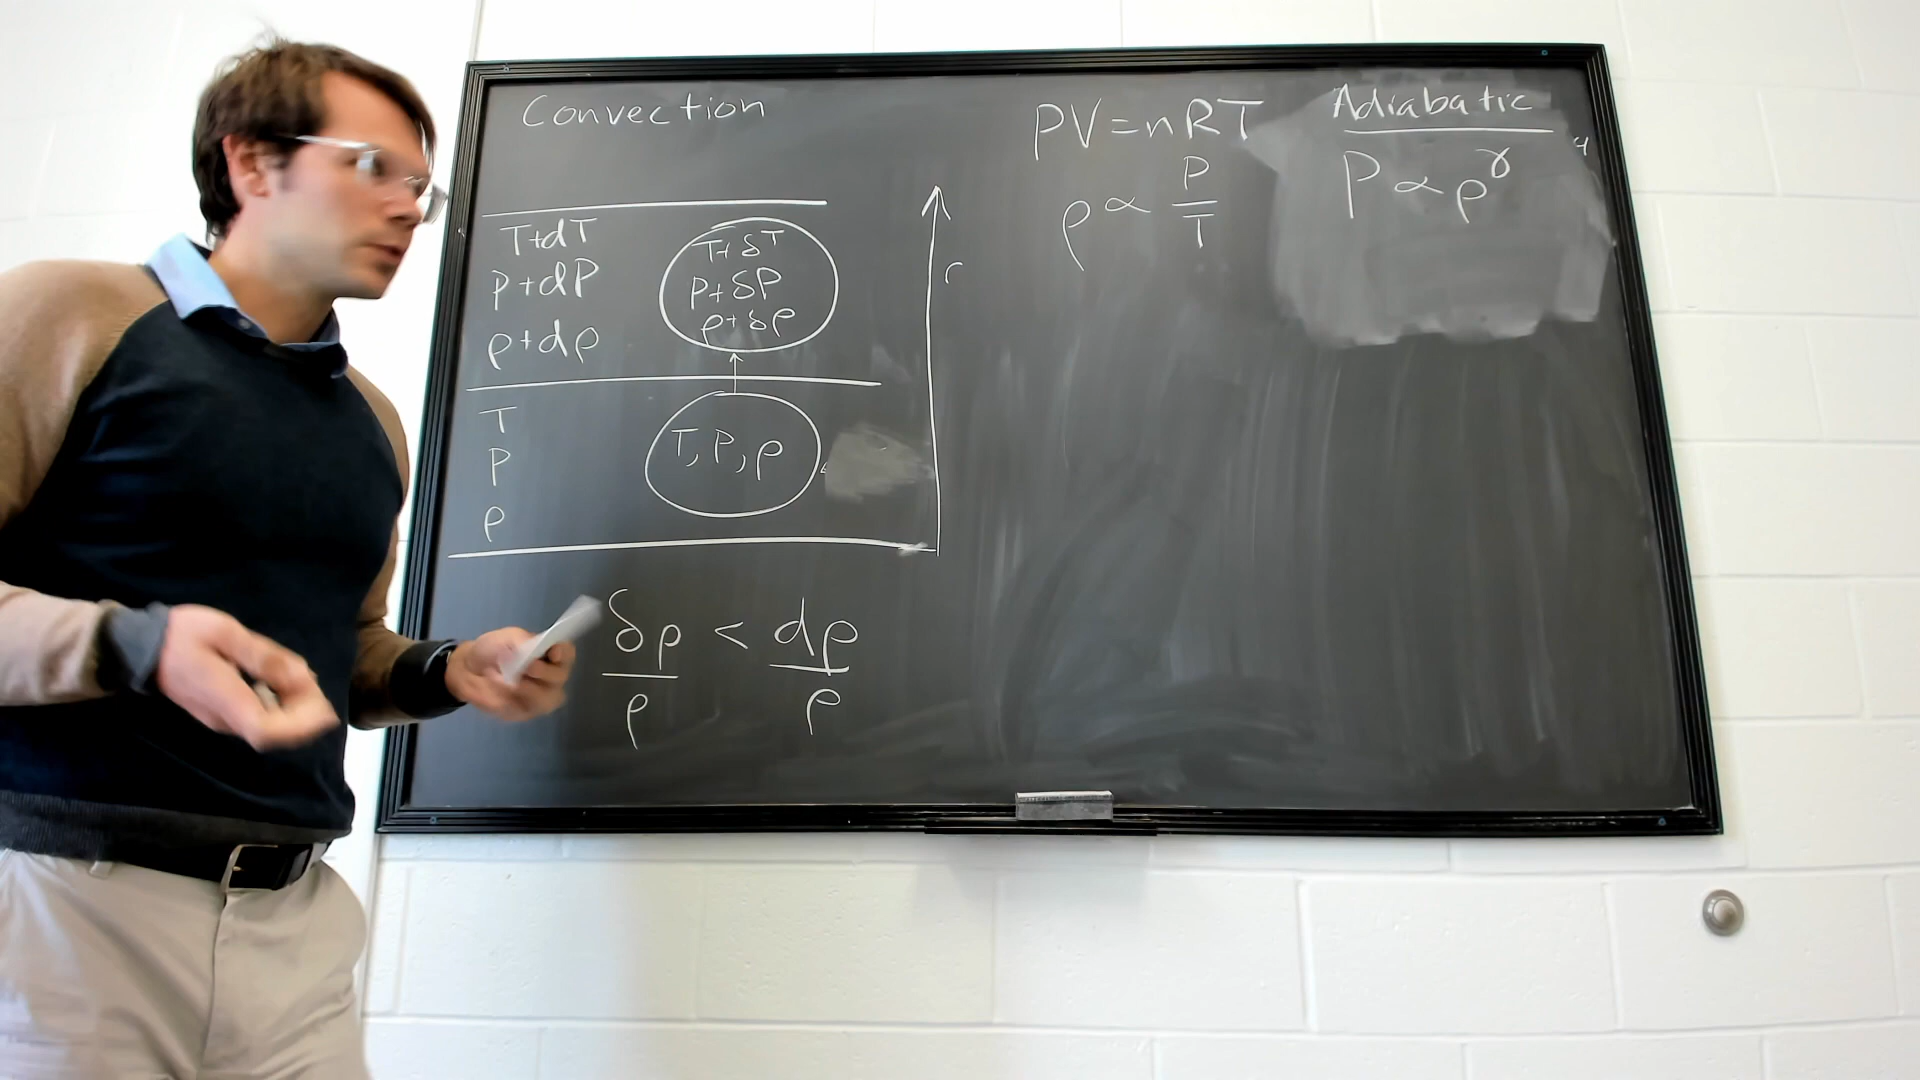 Convection
T+dT
P+dP
ρ+dρ
T+δT
P+δP
ρ+δρ
r
T
P
ρ
T, P, ρ
δρ/ρ < dρ/ρ
PV=nRT
ρ ∝ P/T
Adiabatic
P ∝ ρ^γ